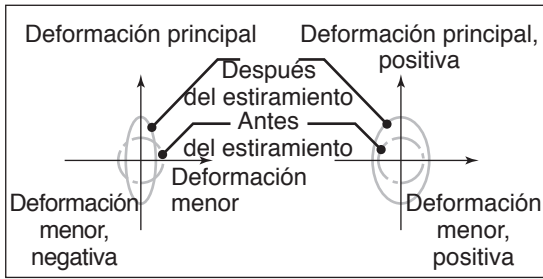 Deformación principal
Deformación principal,
positiva
Después
del estiramiento
Antes
del estiramiento
Deformación
menor
Deformación
menor,
negativa
Deformación
menor,
positiva